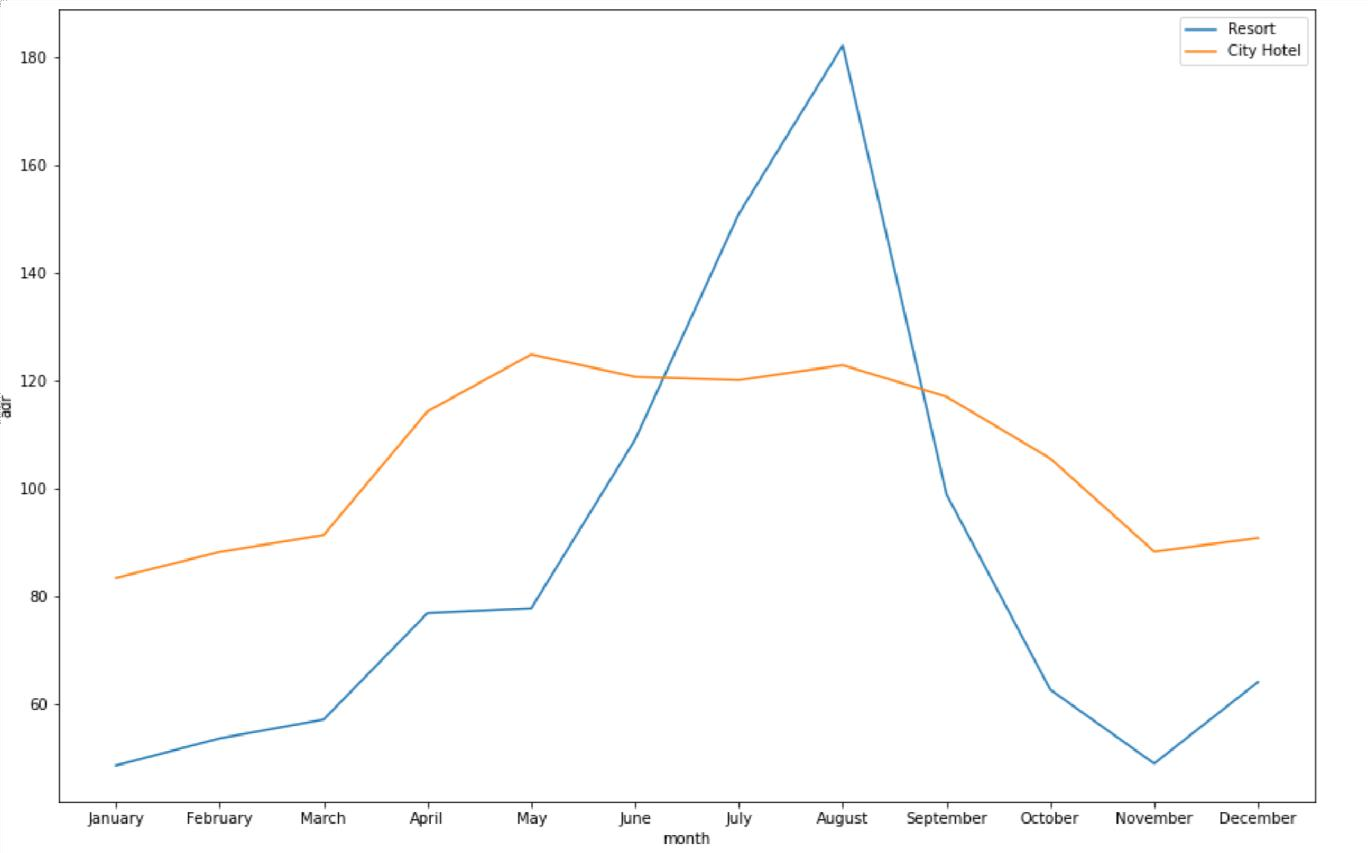 Resort
City Hotel
180
160
140
120
100
80
60
adr
January February March April May June July August September October November December
month